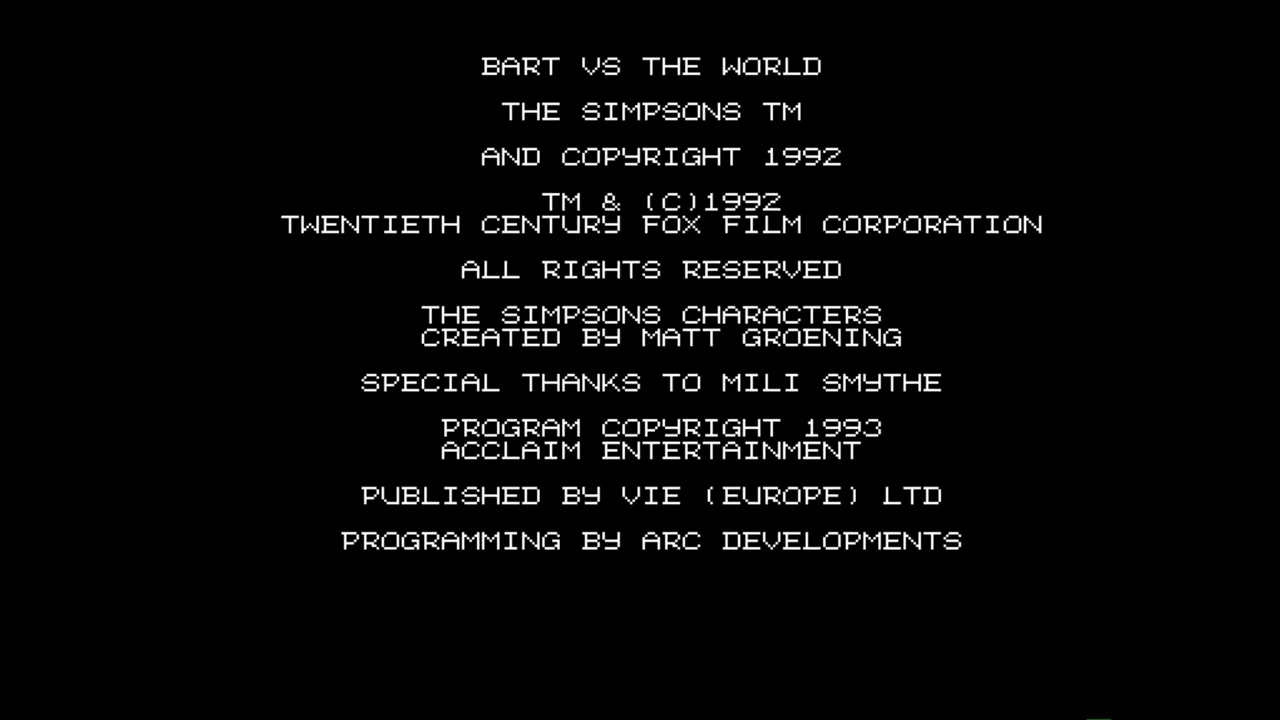 BART VS THE WORLD
THE SIMPSONS TM
AND COPYRIGHT 1992
TM & (C)1992
TWENTIETH CENTURY FOX FILM CORPORATION
ALL RIGHTS RESERVED
THE SIMPSONS CHARACTERS
CREATED BY MATT GROENING
SPECIAL THANKS TO MILI SMYTHE
PROGRAM COPYRIGHT 1993
ACCLAIM ENTERTAINMENT
PUBLISHED BY VIE (EUROPE) LTD
PROGRAMMING BY ARC DEVELOPMENTS